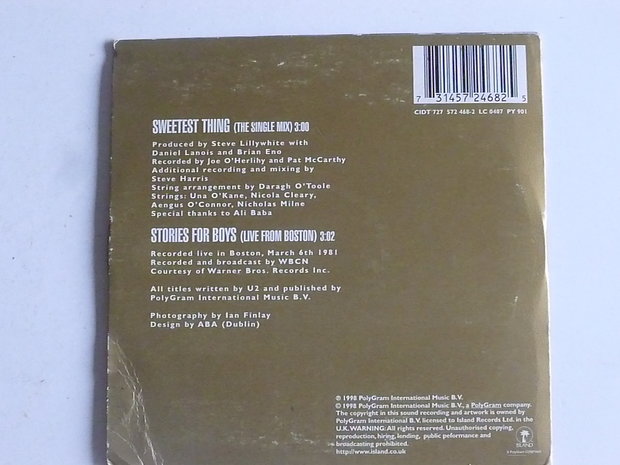 7 31457 24682 5
CIDT 727 572 468-2 LC 0407 PY 901
SWEETEST THING (THE SINGLE MIX) 3:00
Produced by Steve Lillywhite with
Daniel Lanois and Brian Eno
Recorded by Joe O'Herlihy and Pat McCarthy
Additional recording and mixing by
Steve Harris
String arrangement by Daragh O'Toole
Strings: Una O'Kane, Nicola Cleary,
Aengus O'Connor, Nicholas Milne
Special thanks to Ali Baba
STORIES FOR BOYS (LIVE FROM BOSTON) 3:02
Recorded live in Boston, March 6th 1981
Recorded and broadcast by WBCN
Courtesy of Warner Bros. Records Inc.
All titles written by U2 and published by
PolyGram International Music B.V.
Photography by Ian Finlay
Design by ABA (Dublin)
℗ 1998 PolyGram International Music B.V.
© 1998 PolyGram International Music B.V., a PolyGram company.
The copyright in this sound recording and artwork is owned by
PolyGram International Music B.V. licensed to Island Records Ltd. in the
U.K. WARNING: All rights reserved. Unauthorised copying,
reproduction, hiring, lending, public peformance and
broadcasting prohibited.
http://www.island.co.uk
ISLAND
A PolyGram COMPANY